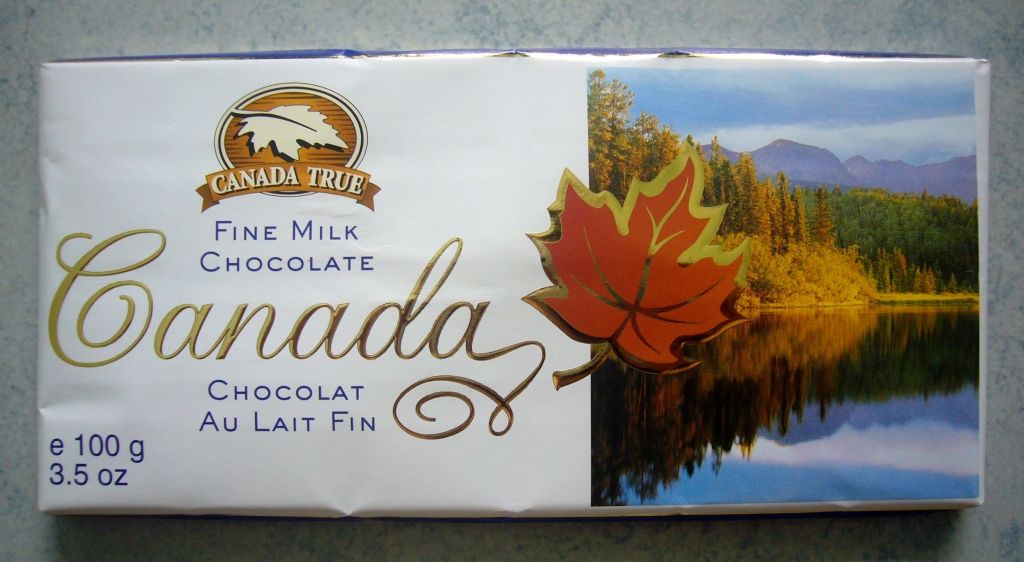 CANADA TRUE
FINE MILK
CHOCOLATE
Canada
CHOCOLAT
AU LAIT FIN
e 100 g
3.5 oz